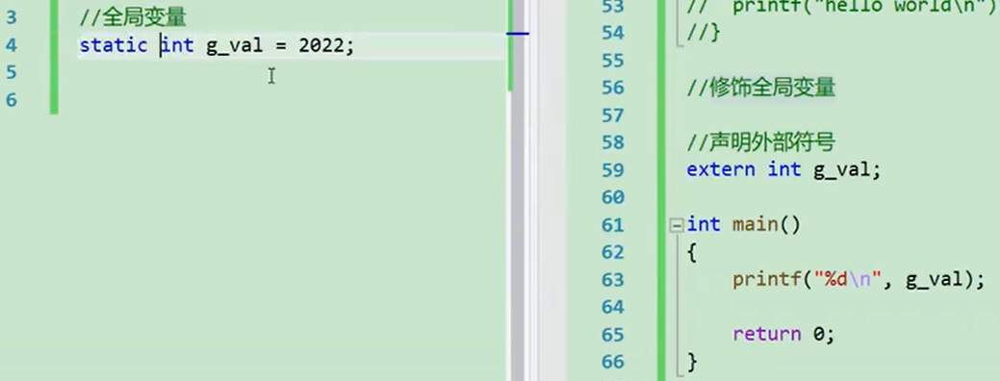 3 //全局变量
4 static int g_val = 2022;
5
6
53 // printf("hello world\n")
54 //}
55
56 //修饰全局变量
57
58 //声明外部符号
59 extern int g_val;
60
61 int main()
62 {
63 printf("%d\n", g_val);
64
65 return 0;
66 }